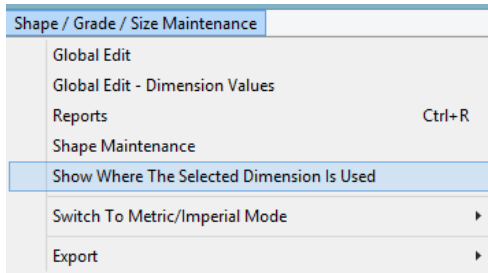 Shape / Grade / Size Maintenance
Global Edit
Global Edit - Dimension Values
Reports Ctrl+R
Shape Maintenance
Show Where The Selected Dimension Is Used
Switch To Metric/Imperial Mode
Export